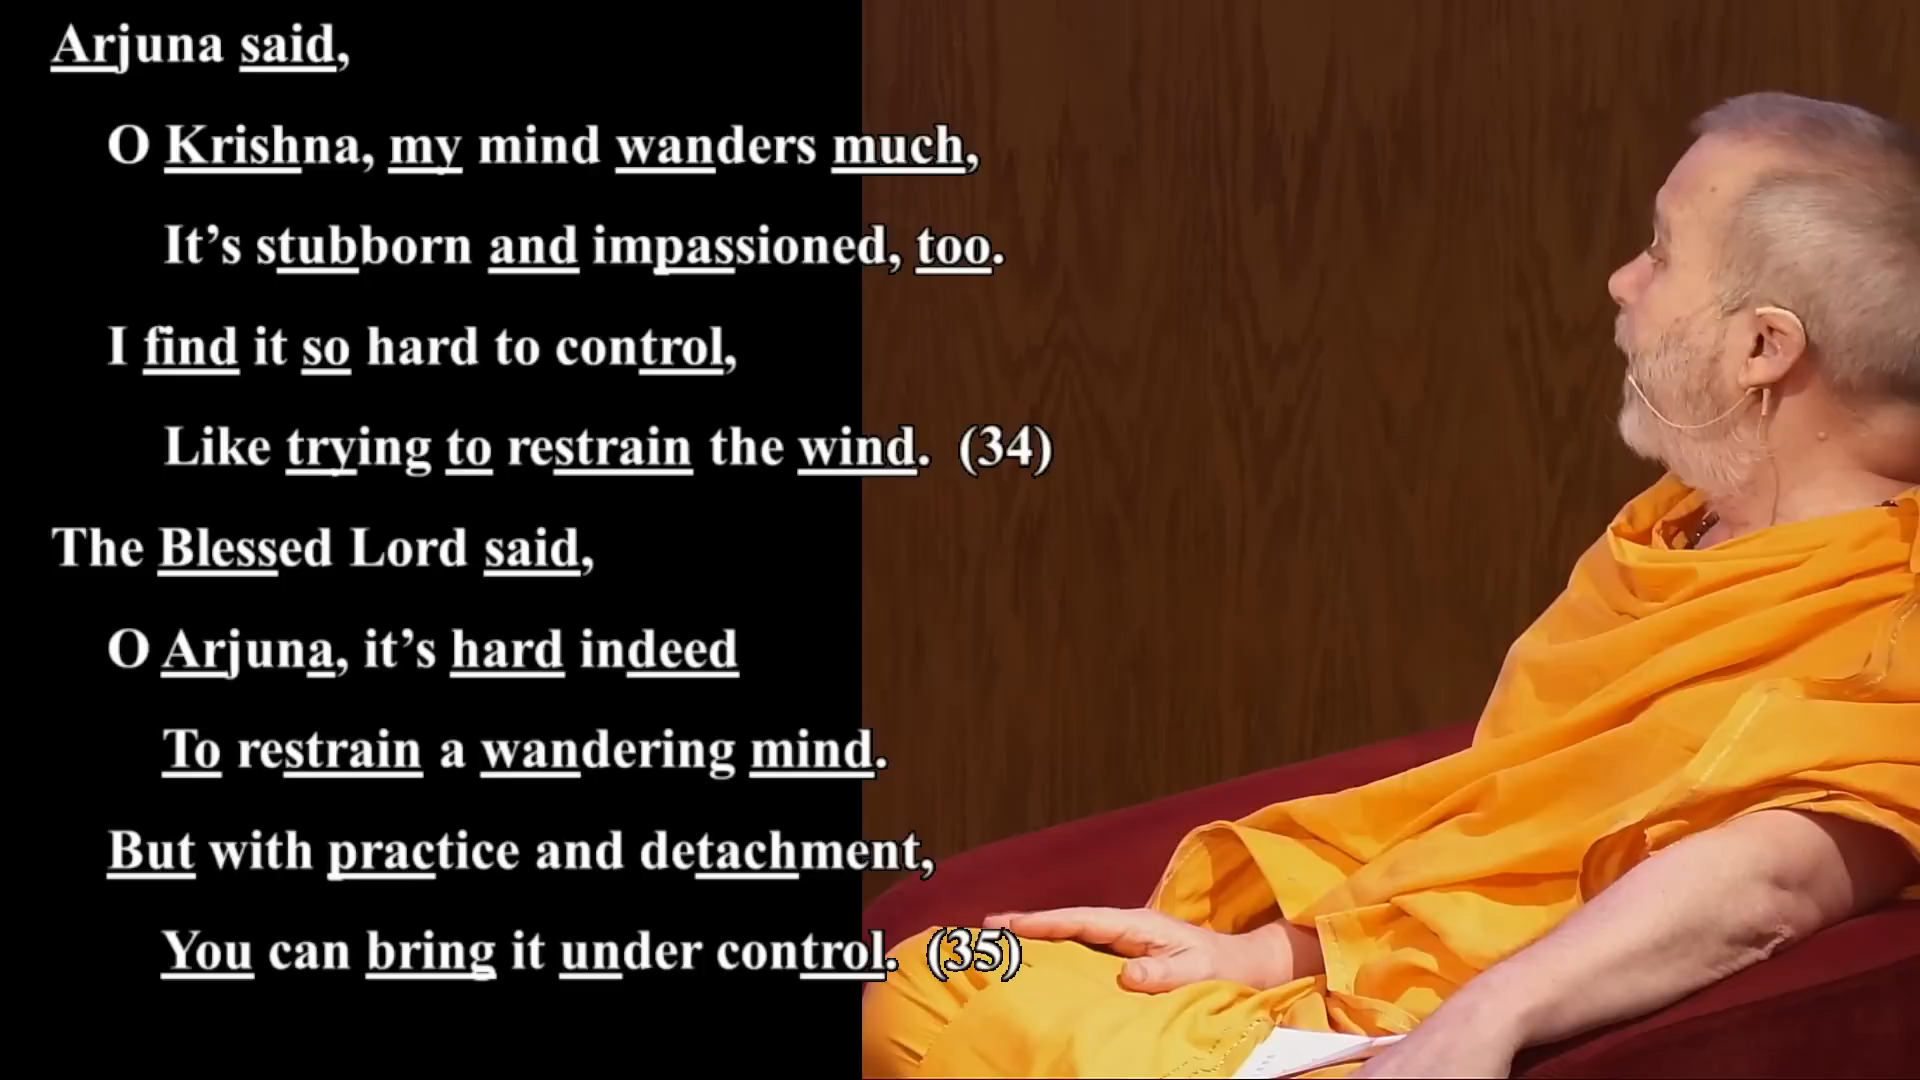 Arjuna said,
O Krishna, my mind wanders much,
It’s stubborn and impassioned, too.
I find it so hard to control,
Like trying to restrain the wind. (34)
The Blessed Lord said,
O Arjuna, it’s hard indeed
To restrain a wandering mind.
But with practice and detachment,
You can bring it under control. (35)